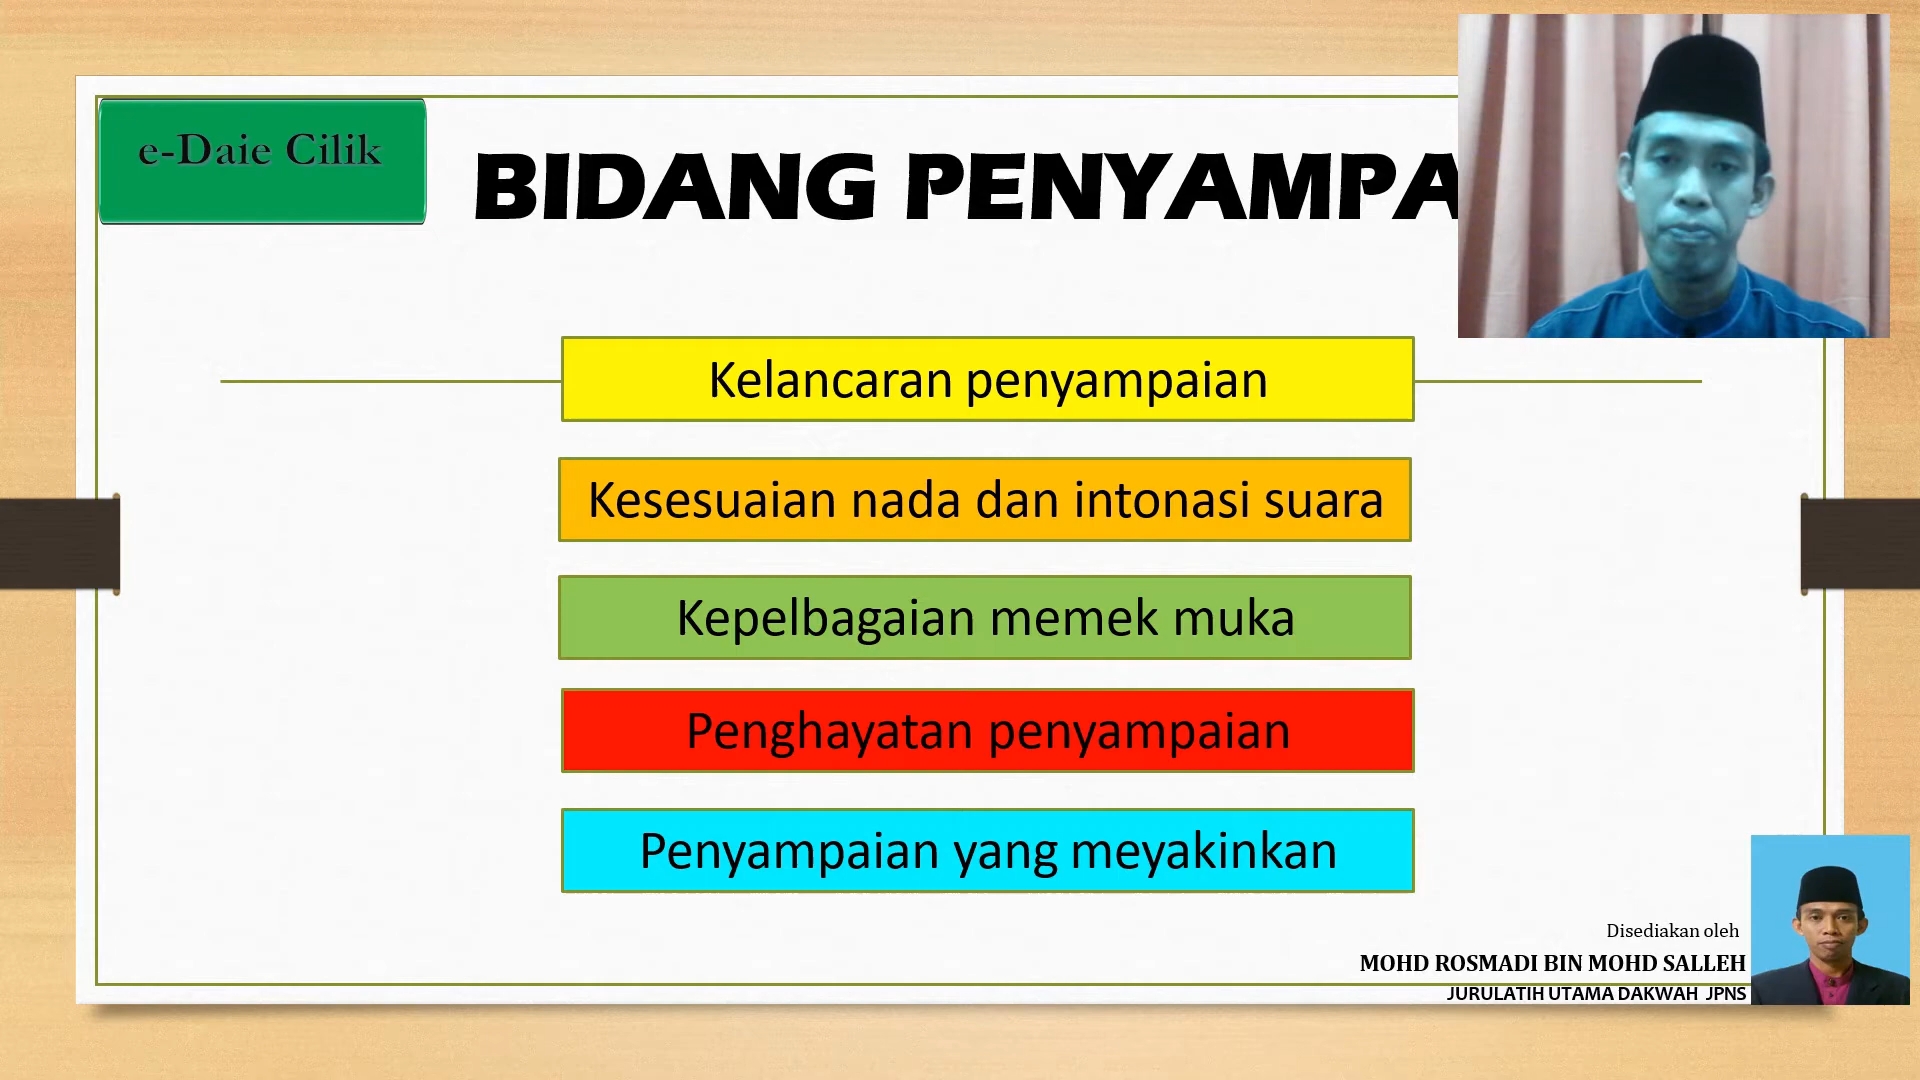 e-Daie Cilik
BIDANG PENYAMPA
Kelancaran penyampaian
Kesesuaian nada dan intonasi suara
Kepelbagaian memek muka
Penghayatan penyampaian
Penyampaian yang meyakinkan
Disediakan oleh
MOHD ROSMADI BIN MOHD SALLEH
JURULATIH UTAMA DAKWAH JPNS